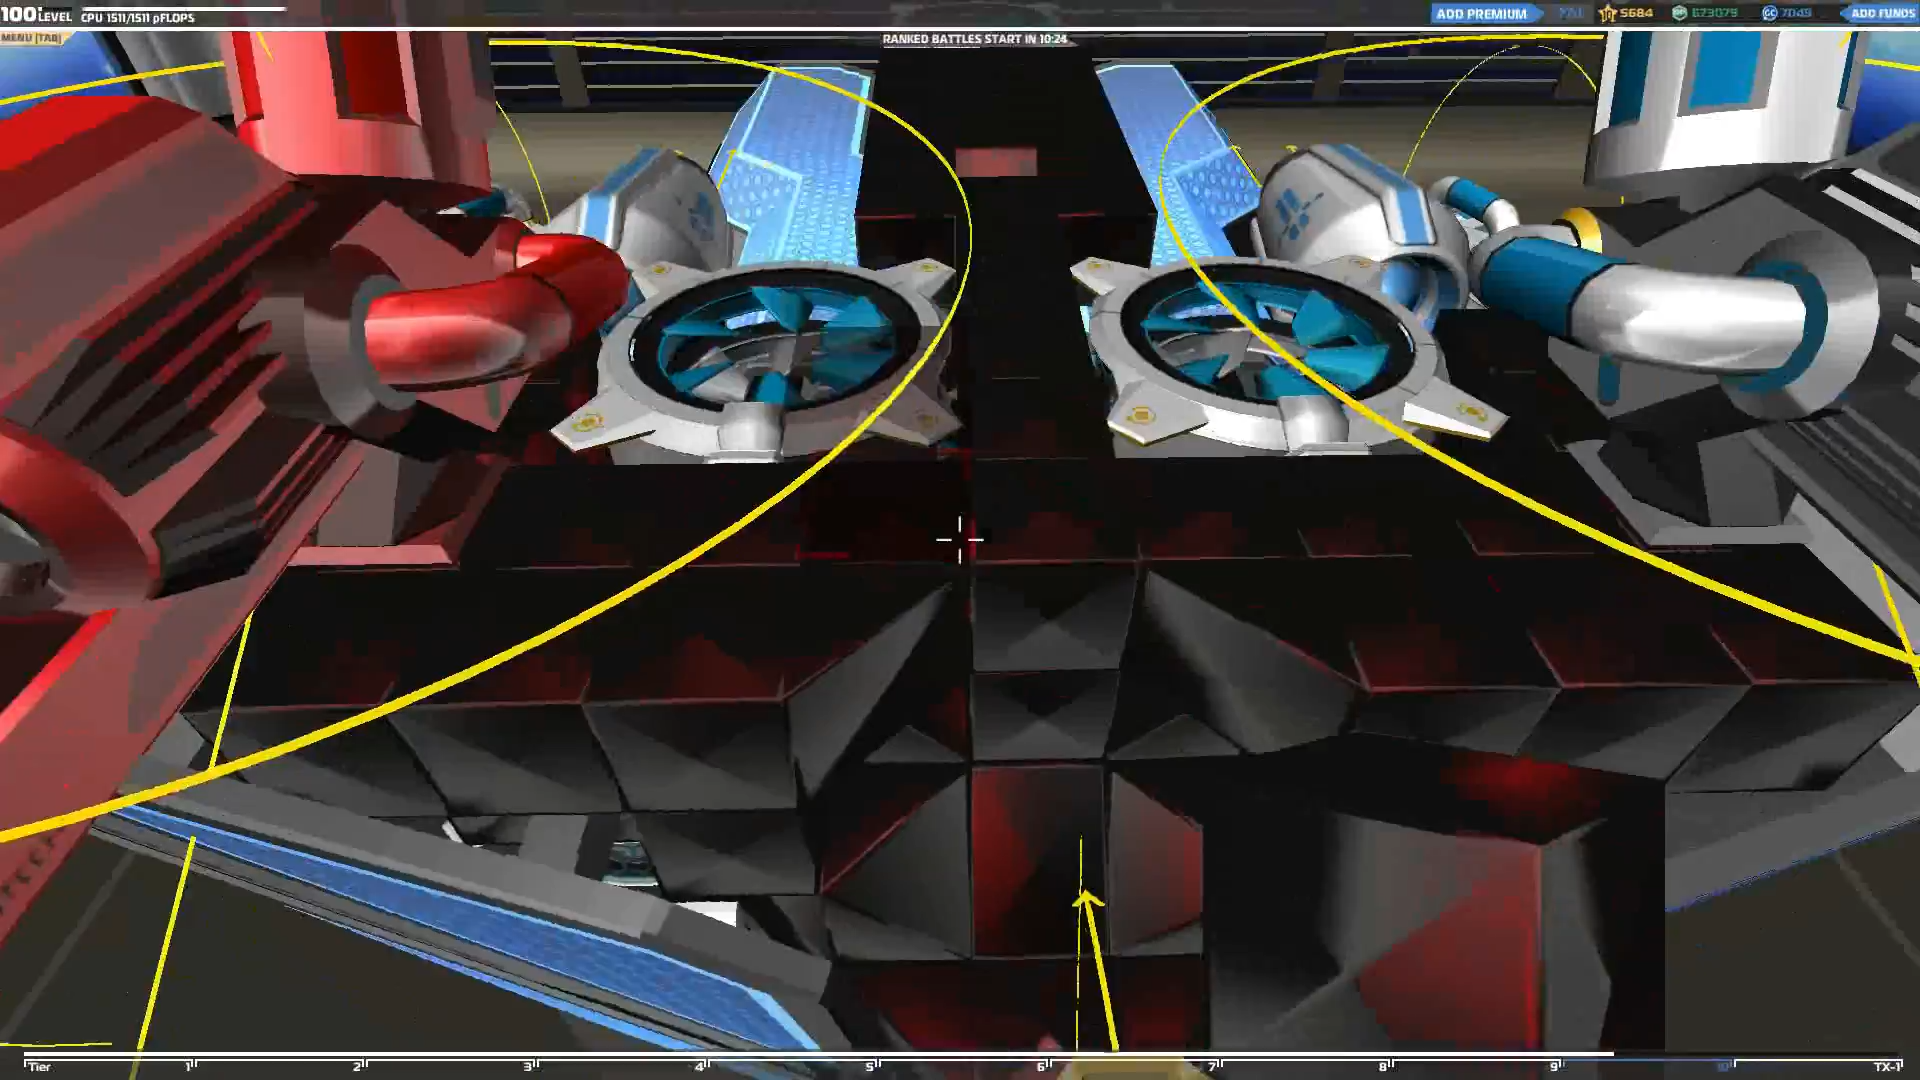 100 LEVEL CPU 1511/1511 pFLOPS
ADD PREMIUM
5684
673079
7049
ADD FUNDS
MENU [TAB]
RANKED BATTLES START IN 10:24
Tier 1 2 3 4 5 6 7 8 9 10 TX-1